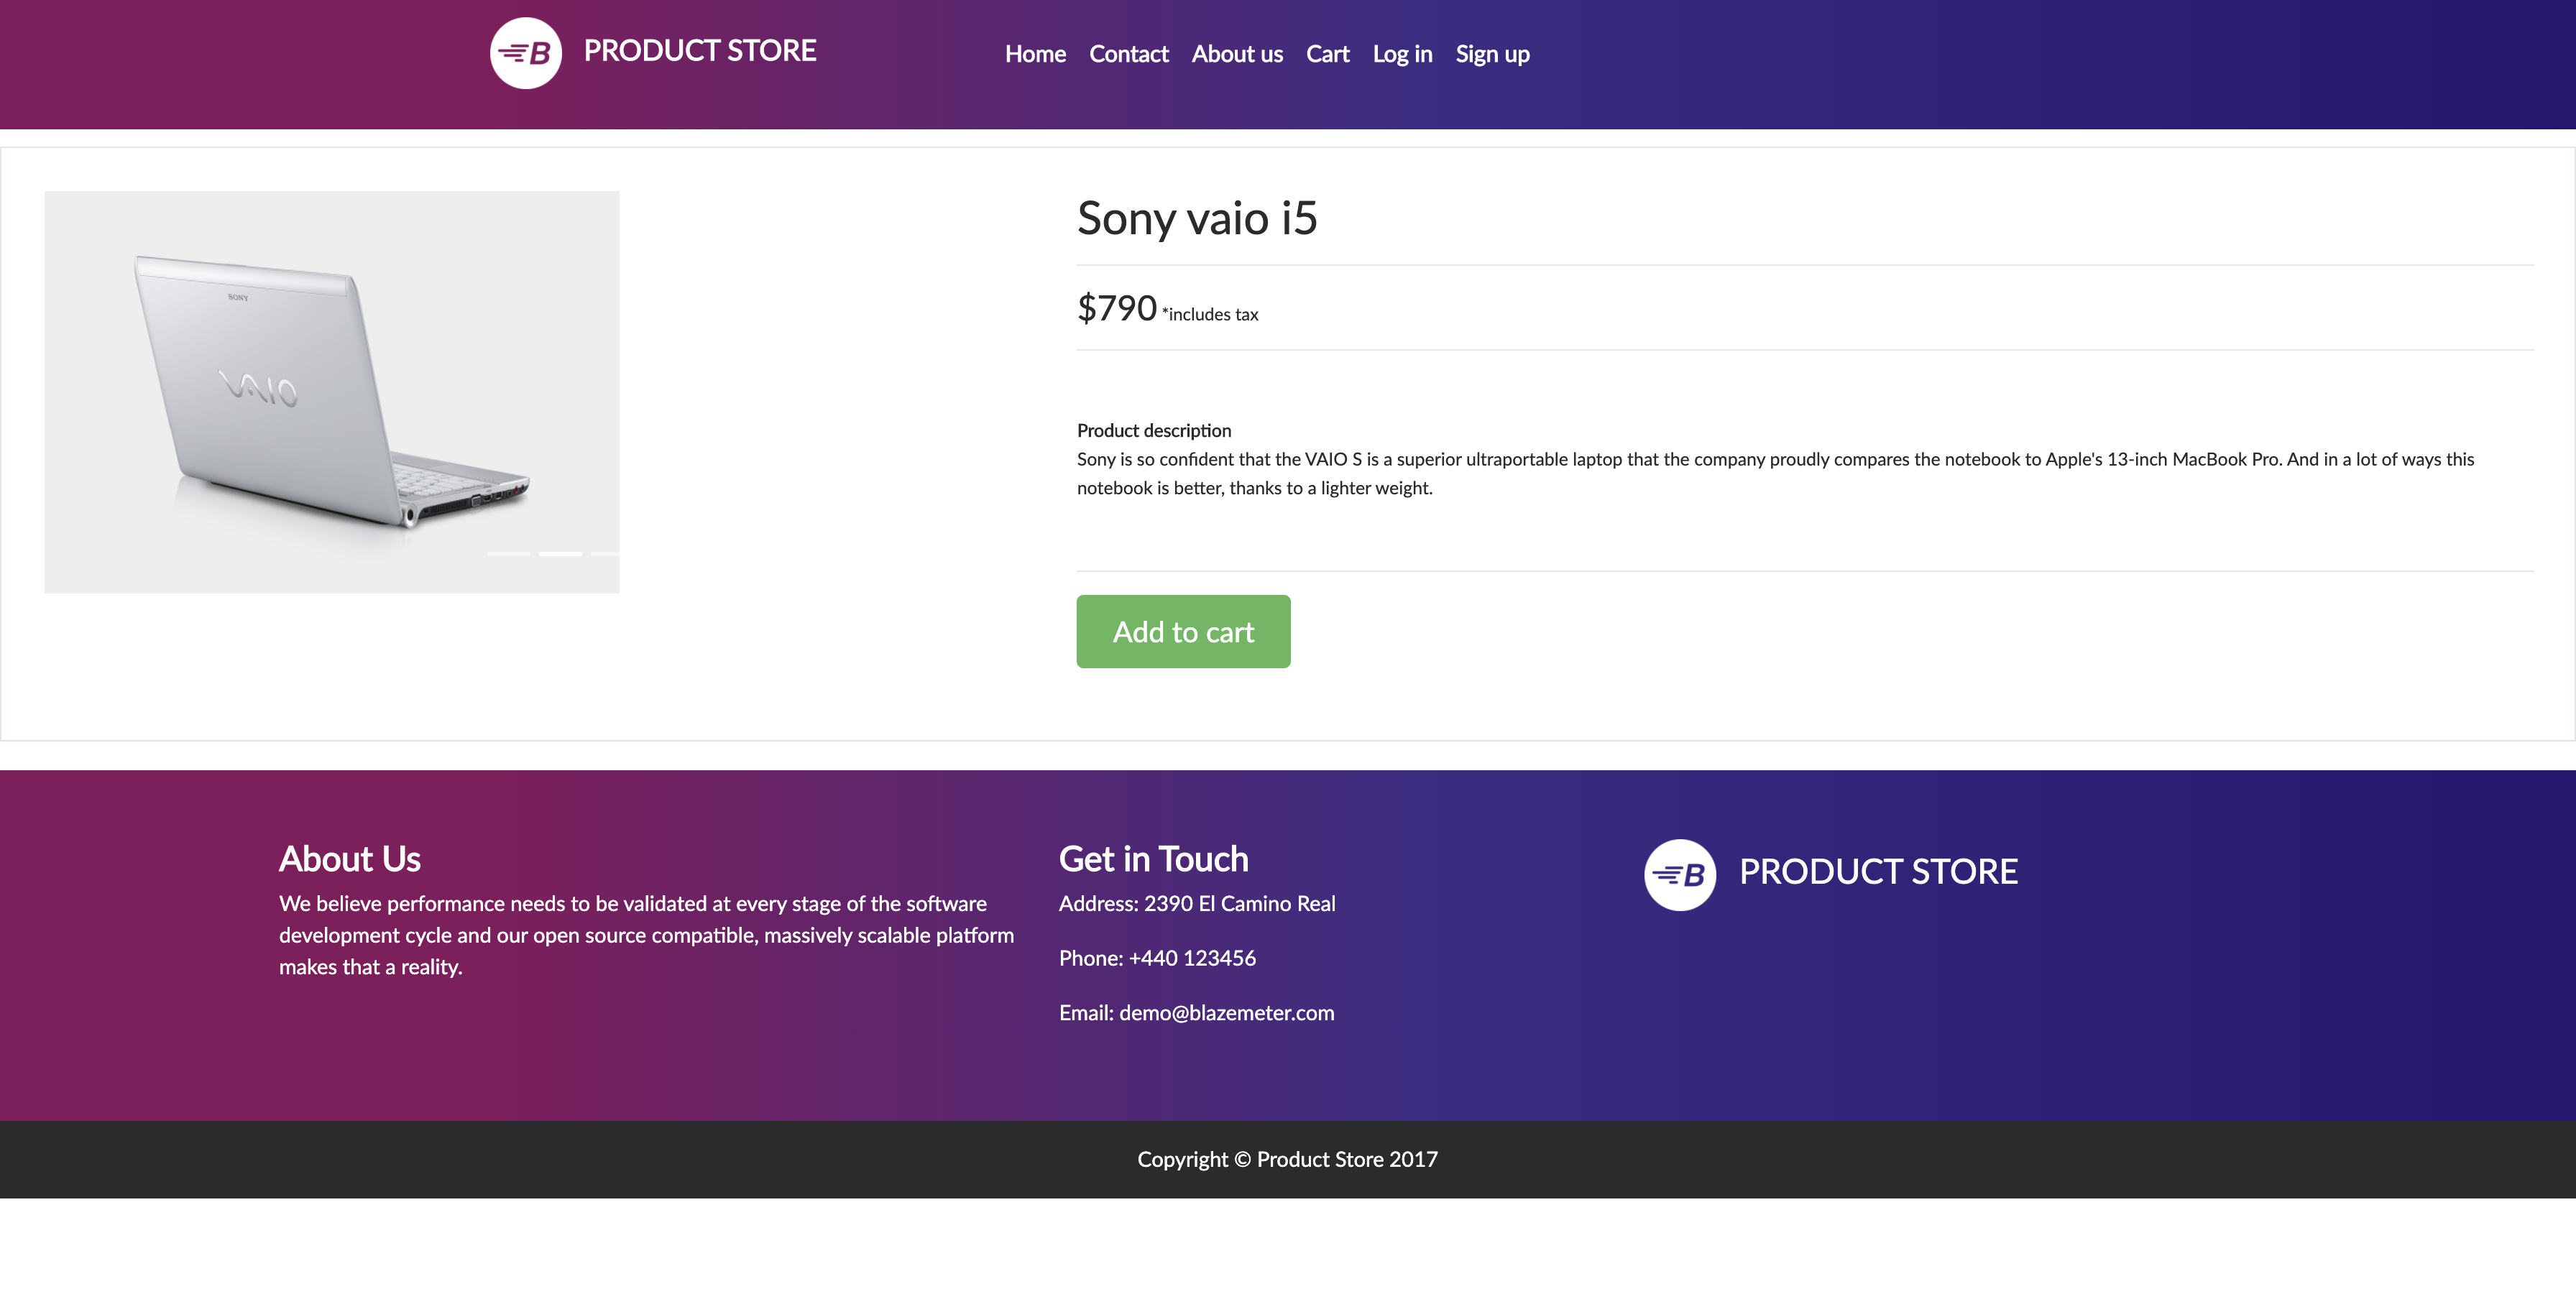 B PRODUCT STORE
Home Contact About us Cart Log in Sign up
SONY
VAIO
Sony vaio i5
$790 *includes tax
Product description
Sony is so confident that the VAIO S is a superior ultraportable laptop that the company proudly compares the notebook to Apple's 13-inch MacBook Pro. And in a lot of ways this
notebook is better, thanks to a lighter weight.
Add to cart
About Us
We believe performance needs to be validated at every stage of the software
development cycle and our open source compatible, massively scalable platform
makes that a reality.
Get in Touch
Address: 2390 El Camino Real
Phone: +440 123456
Email: demo@blazemeter.com
B PRODUCT STORE
Copyright © Product Store 2017